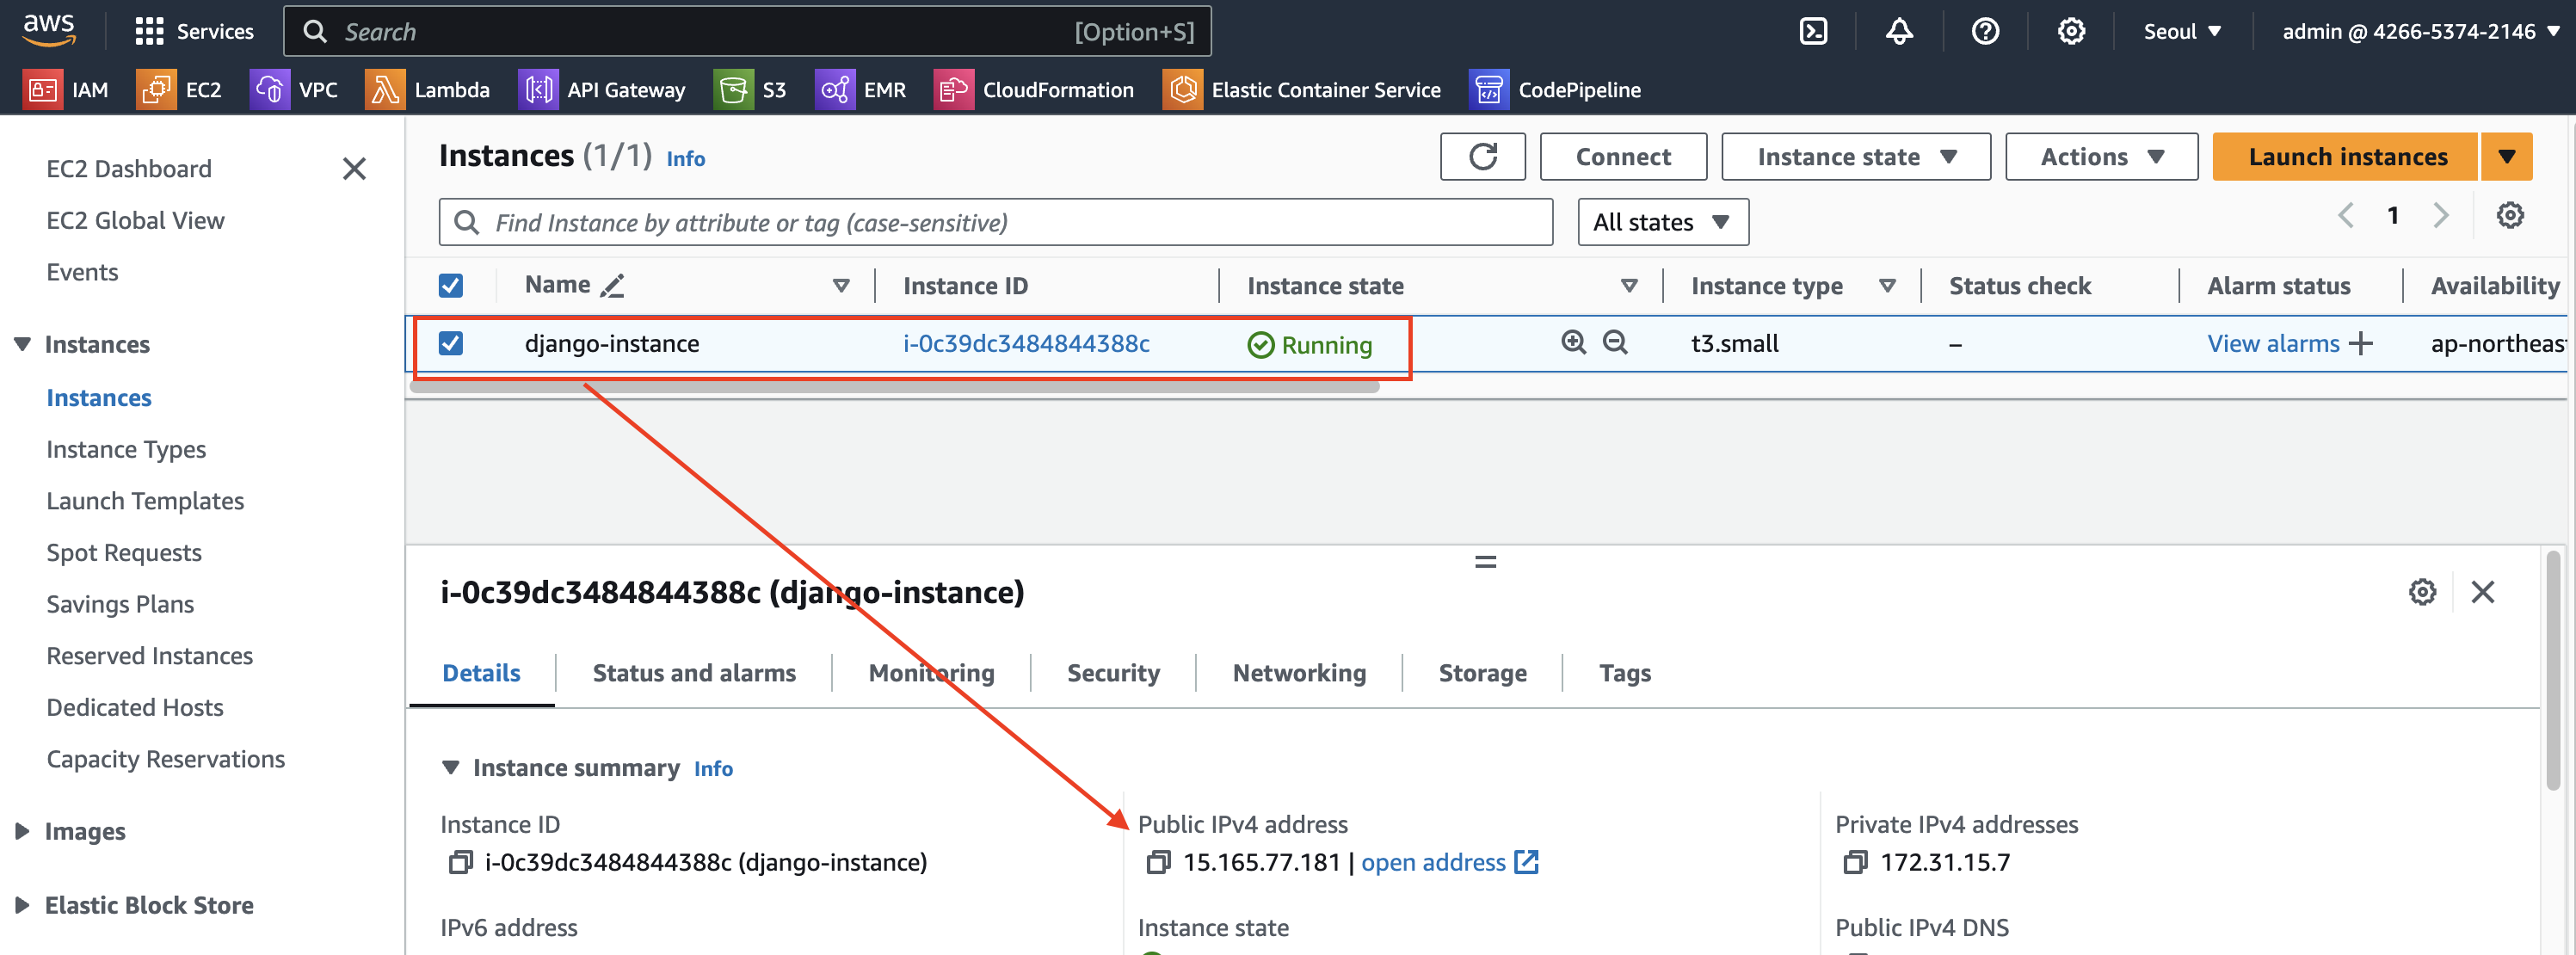 aws
Services
Search
[Option+S]
Seoul
admin @ 4266-5374-2146
IAM
EC2
VPC
Lambda
API Gateway
S3
EMR
CloudFormation
Elastic Container Service
CodePipeline
EC2 Dashboard
EC2 Global View
Events
Instances
Instances
Instance Types
Launch Templates
Spot Requests
Savings Plans
Reserved Instances
Dedicated Hosts
Capacity Reservations
Images
Elastic Block Store
Instances (1/1) Info
Connect
Instance state
Actions
Launch instances
Find Instance by attribute or tag (case-sensitive)
All states
1
Name
Instance ID
Instance state
Instance type
Status check
Alarm status
Availability
django-instance
i-0c39dc3484844388c
Running
t3.small
–
View alarms
ap-northeast
i-0c39dc3484844388c (django-instance)
Details
Status and alarms
Monitoring
Security
Networking
Storage
Tags
Instance summary Info
Instance ID
i-0c39dc3484844388c (django-instance)
Public IPv4 address
15.165.77.181 | open address
Private IPv4 addresses
172.31.15.7
IPv6 address
Instance state
Public IPv4 DNS